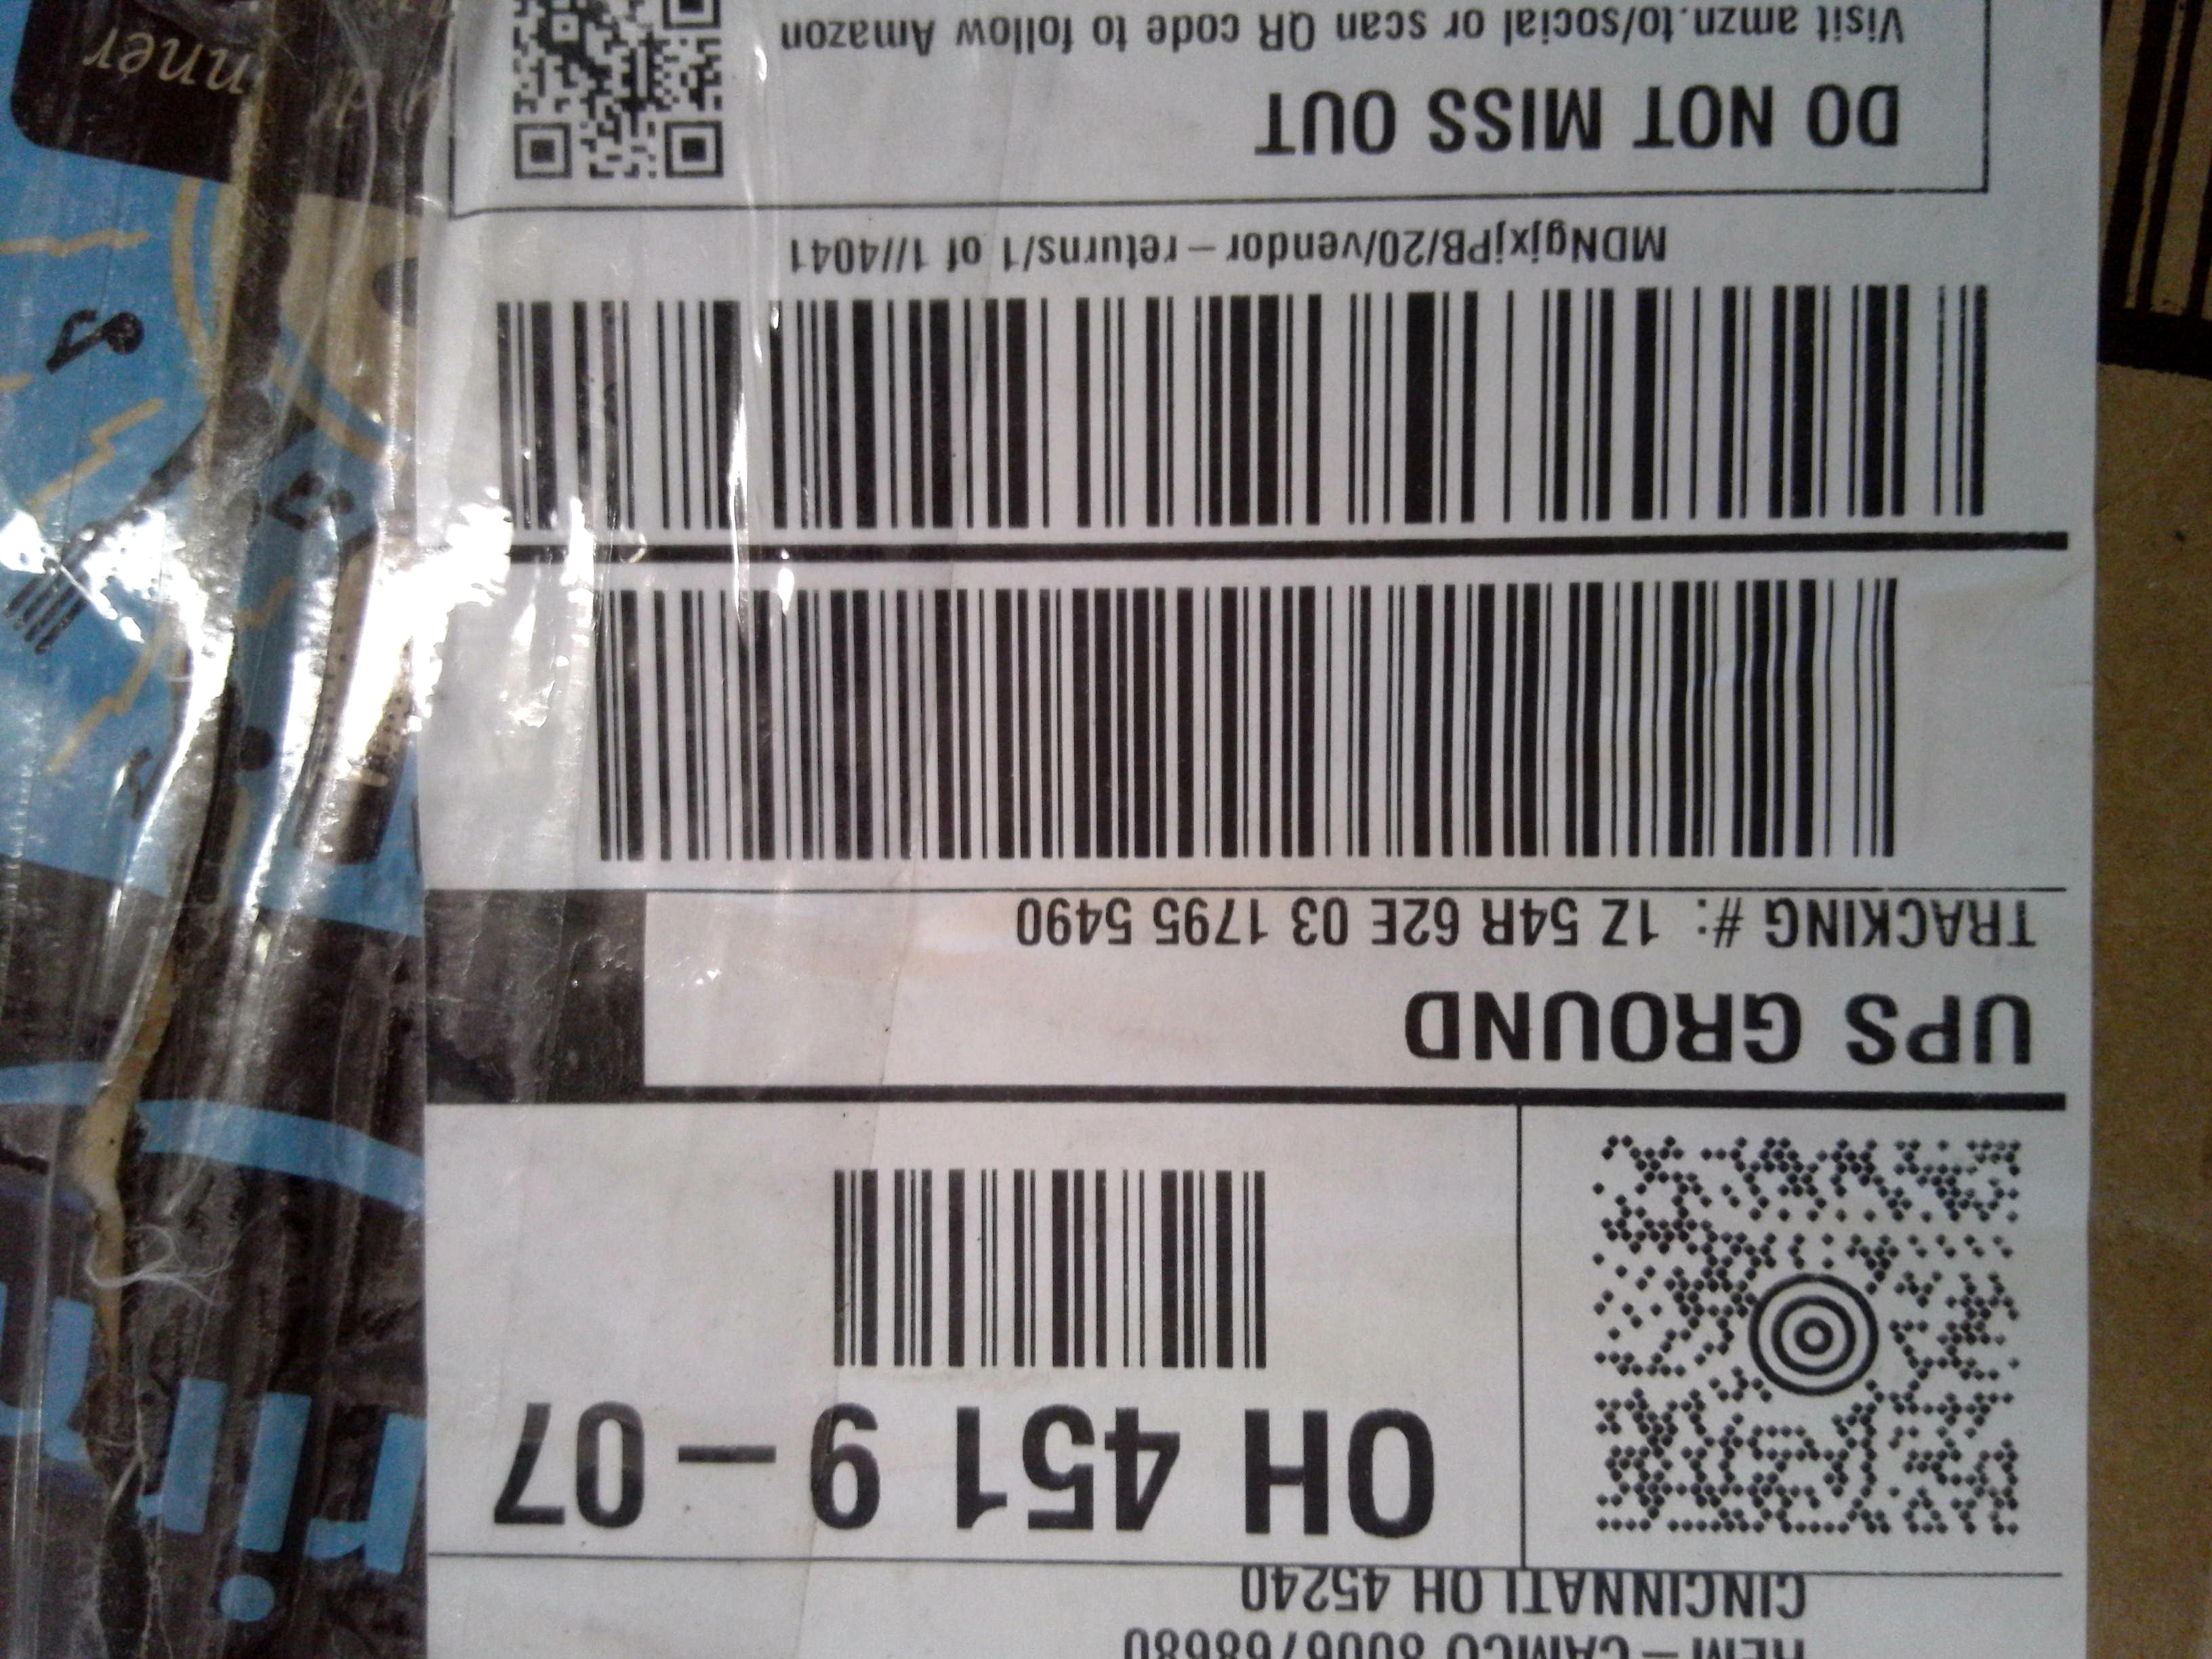 CINCINNATI OH 45240
OH 451 9-07
UPS GROUND
TRACKING #: 1Z 54R 62E 03 1795 5490
MDNgjxjPB/20/vendor-returns/1 of 1//4041
DO NOT MISS OUT
Visit amzn.to/social or scan QR code to follow Amazon